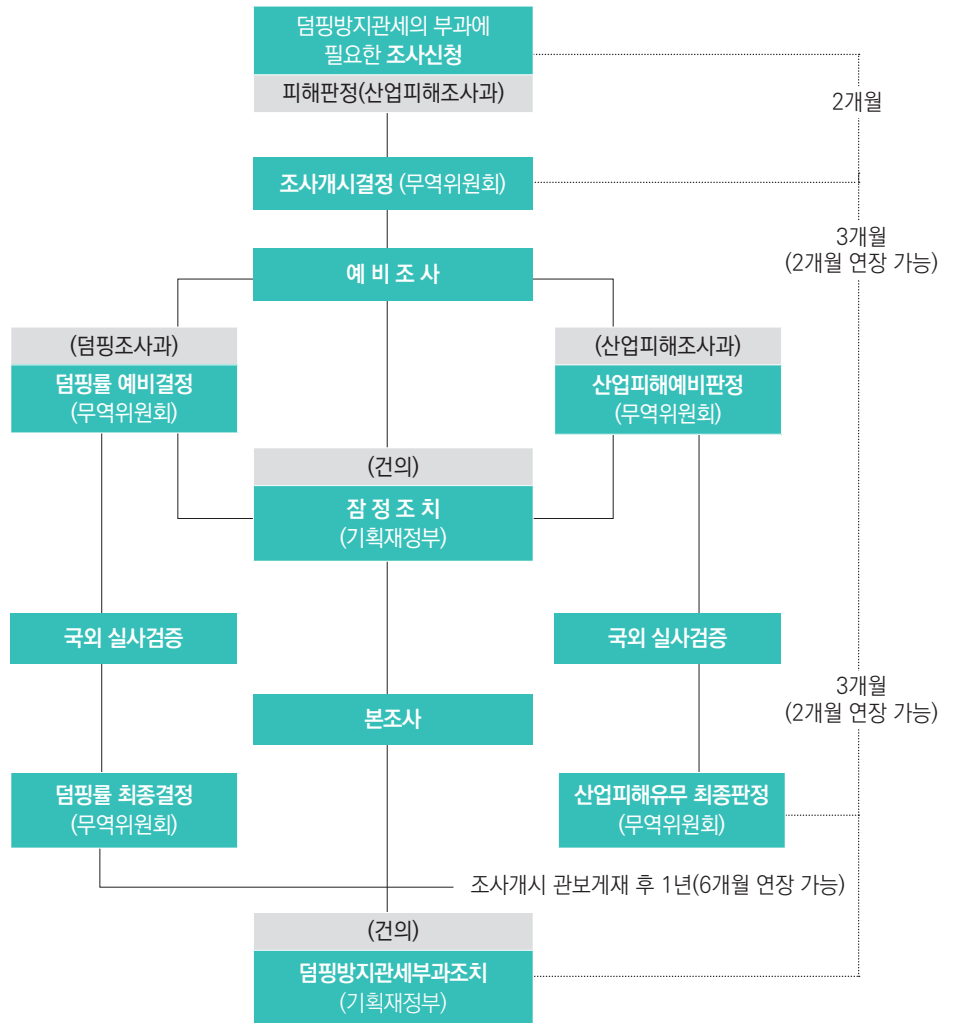 덤핑방지관세의 부과에
필요한 조사신청
피해판정(산업피해조사과)
2개월
조사개시결정 (무역위원회)
3개월
(2개월 연장 가능)
예 비 조 사
(덤핑조사과)
덤핑률 예비결정
(무역위원회)
(산업피해조사과)
산업피해예비판정
(무역위원회)
(건의)
잠 정 조 치
(기획재정부)
국외 실사검증
국외 실사검증
3개월
(2개월 연장 가능)
본조사
덤핑률 최종결정
(무역위원회)
산업피해유무 최종판정
(무역위원회)
조사개시 관보게재 후 1년(6개월 연장 가능)
(건의)
덤핑방지관세부과조치
(기획재정부)